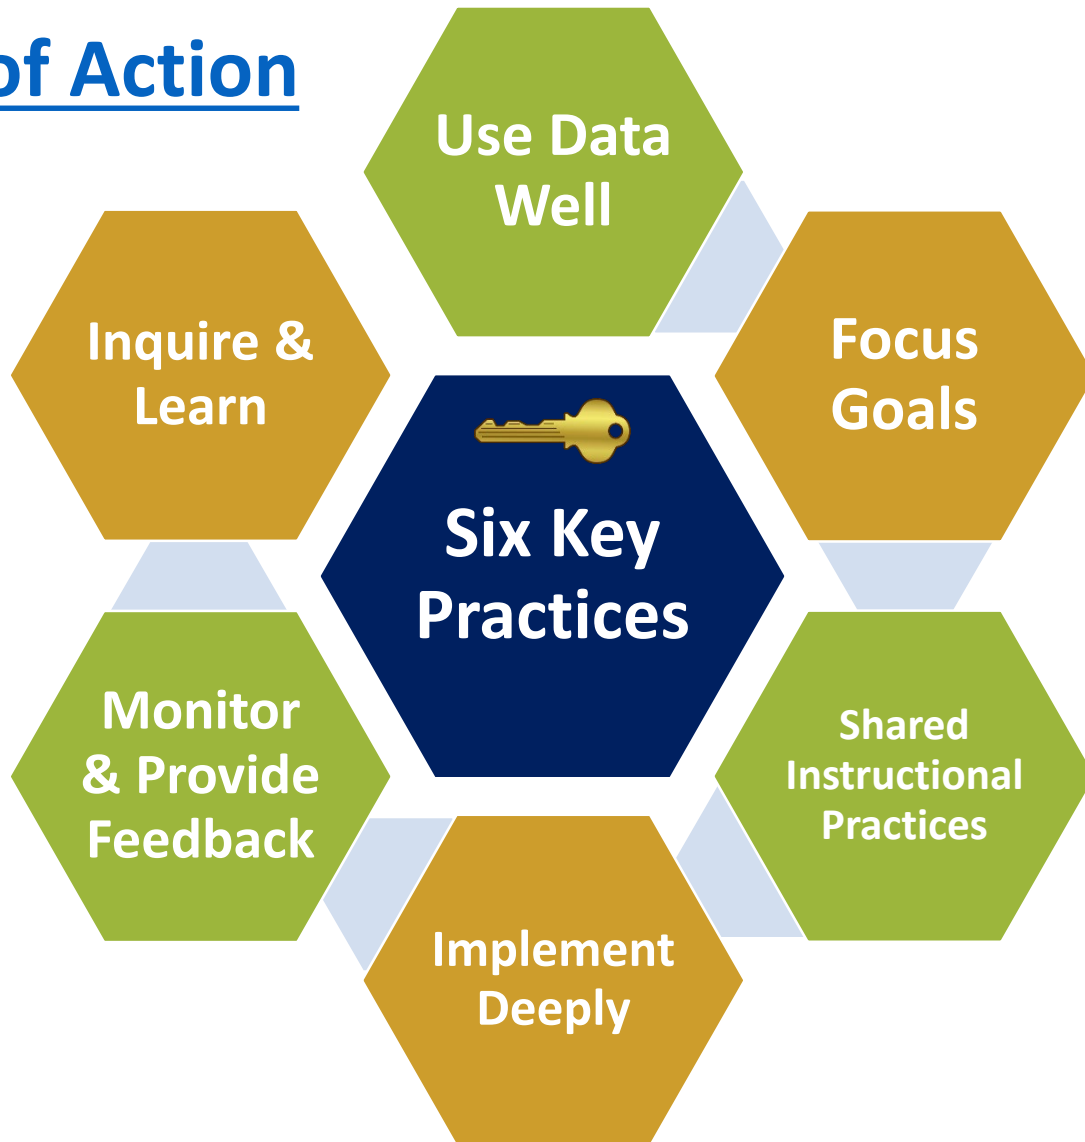 of Action
Use Data
Well
Focus
Goals
Shared
Instructional
Practices
Implement
Deeply
Monitor
& Provide
Feedback
Inquire &
Learn
Six Key
Practices